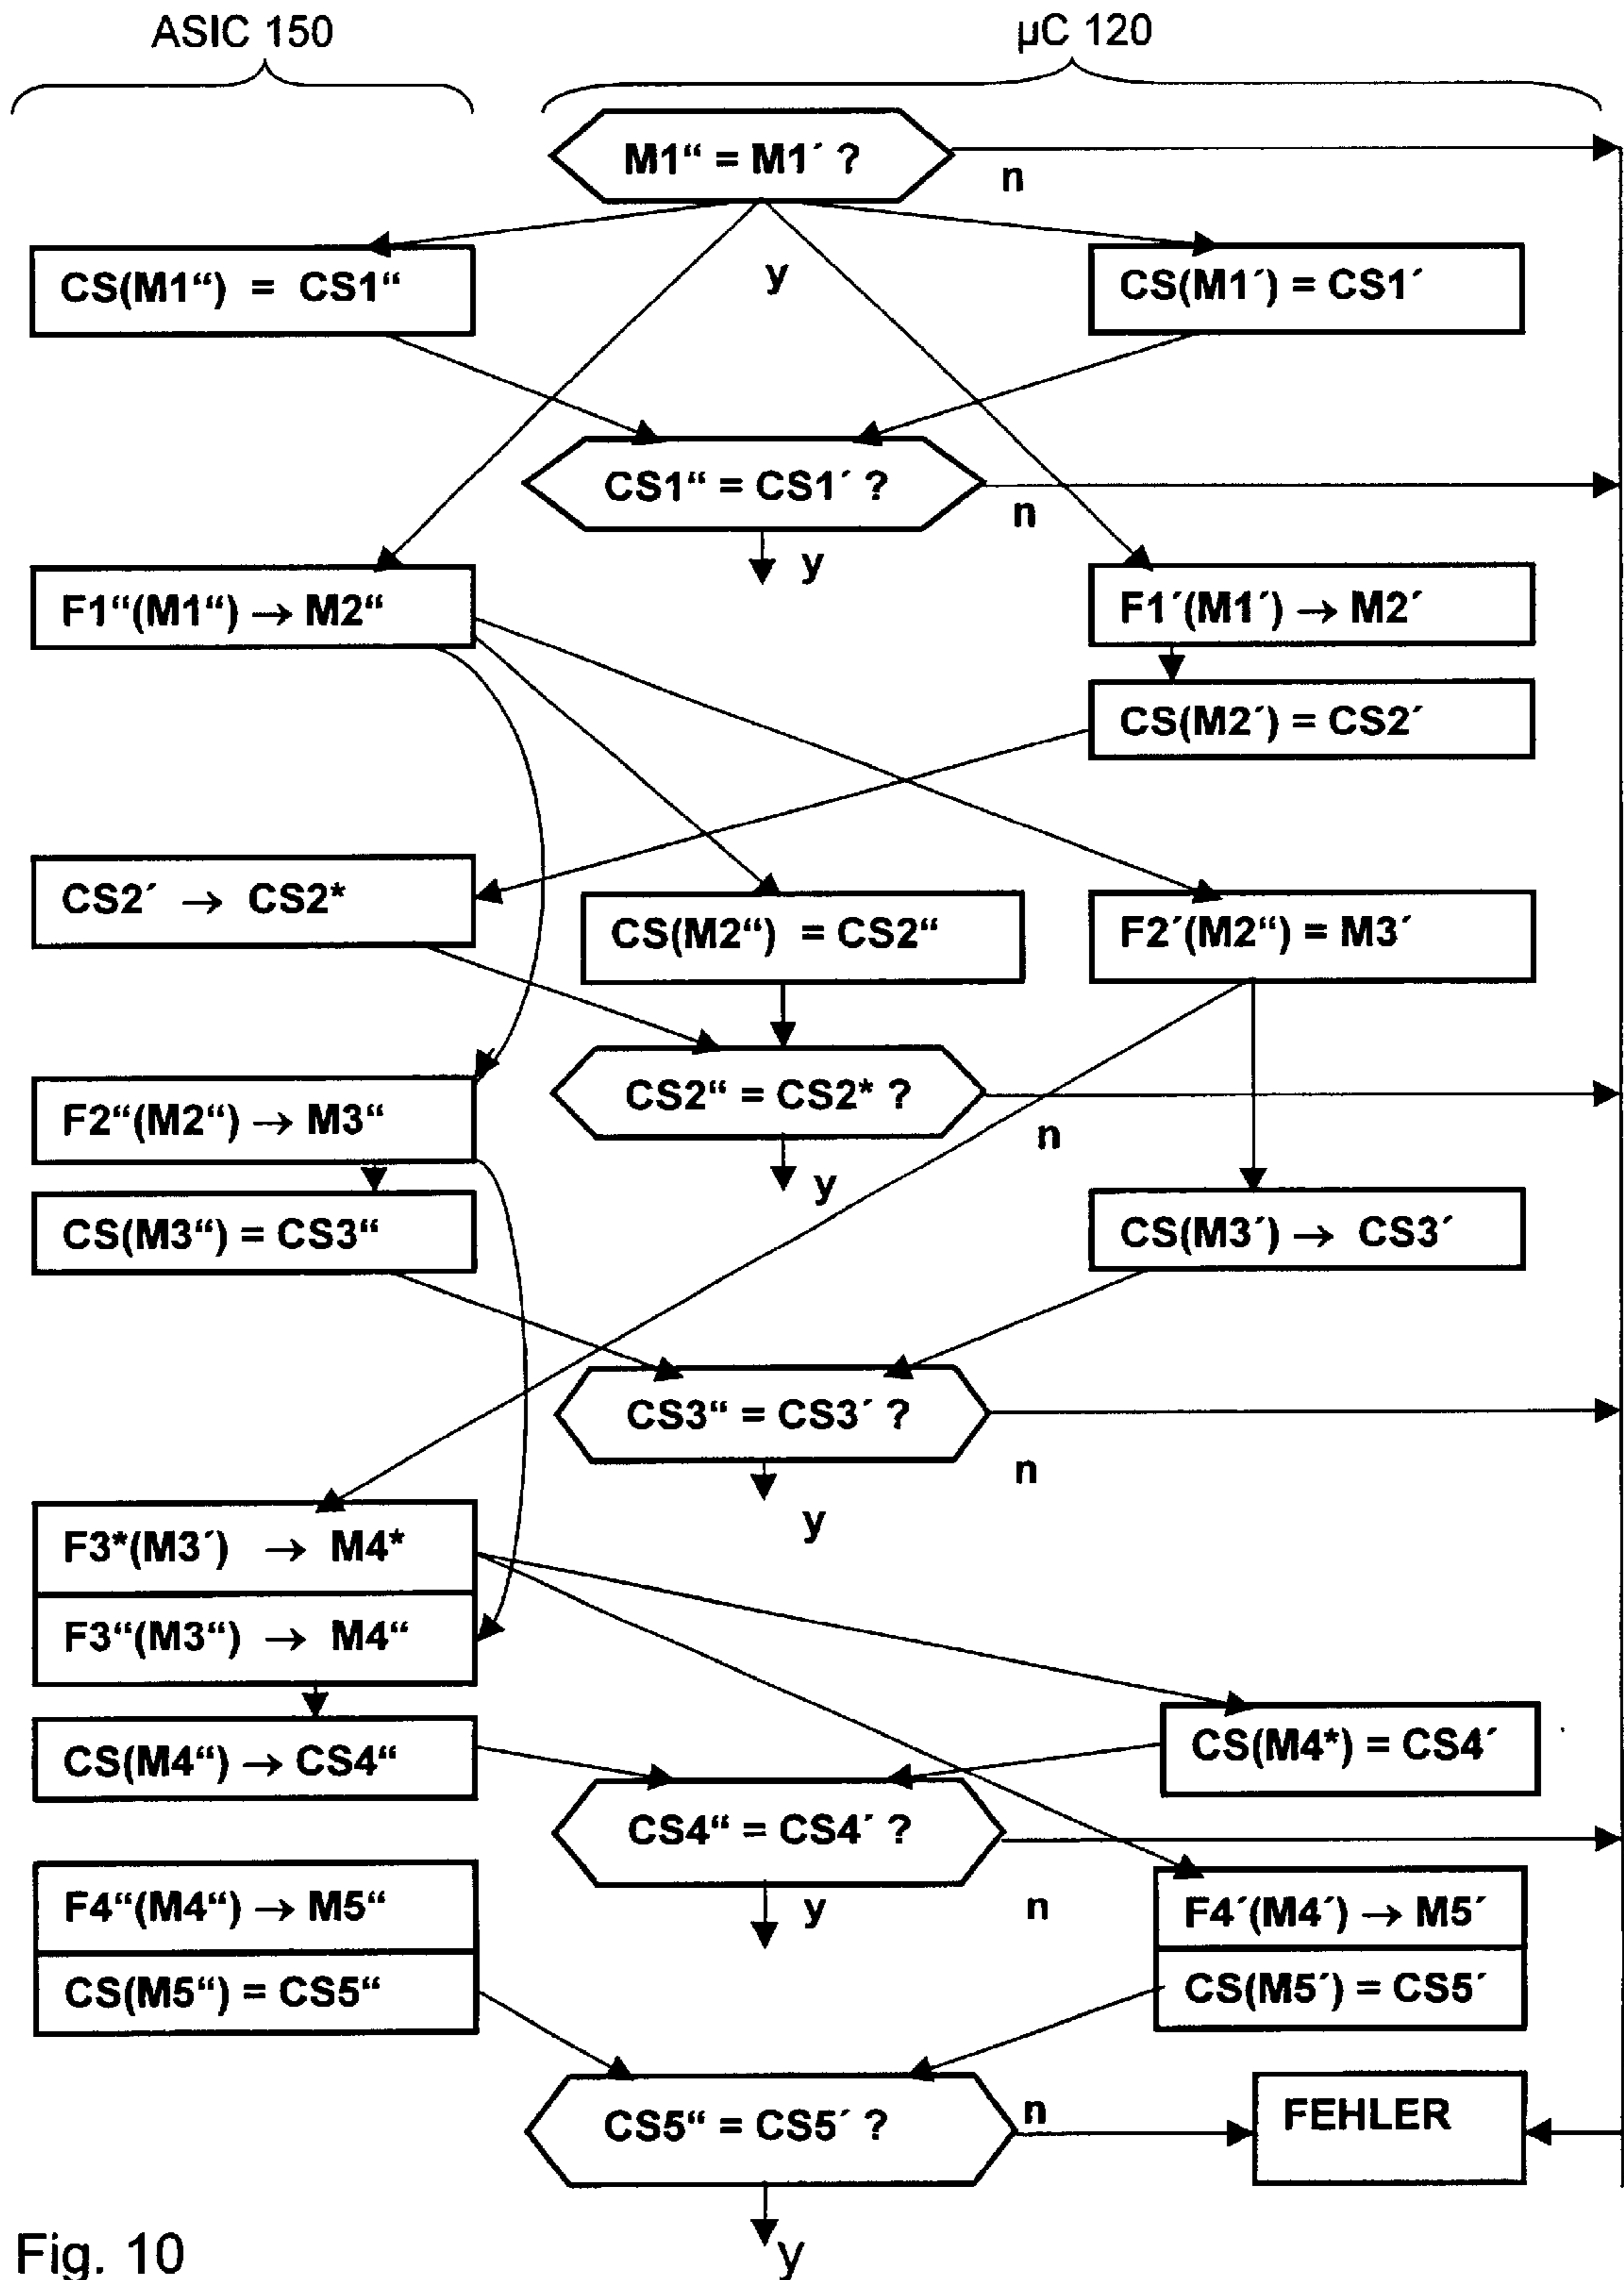 ASIC 150
µC 120
M1“ = M1´ ?
n
CS(M1“) = CS1“
y
CS(M1´) = CS1´
CS1“ = CS1´ ?
n
y
F1“(M1“) → M2“
F1´(M1´) → M2´
CS(M2´) = CS2´
CS2´ → CS2*
CS(M2“) = CS2“
F2´(M2“) = M3´
CS2“ = CS2* ?
F2“(M2“) → M3“
n
y
CS(M3“) = CS3“
CS(M3´) → CS3´
CS3“ = CS3´ ?
n
y
F3*(M3´) → M4*
F3“(M3“) → M4“
CS(M4“) → CS4“
CS(M4*) = CS4´
CS4“ = CS4´ ?
F4“(M4“) → M5“
y
n
F4´(M4´) → M5´
CS(M5“) = CS5“
CS(M5´) = CS5´
CS5“ = CS5´ ?
n
FEHLER
y
Fig. 10